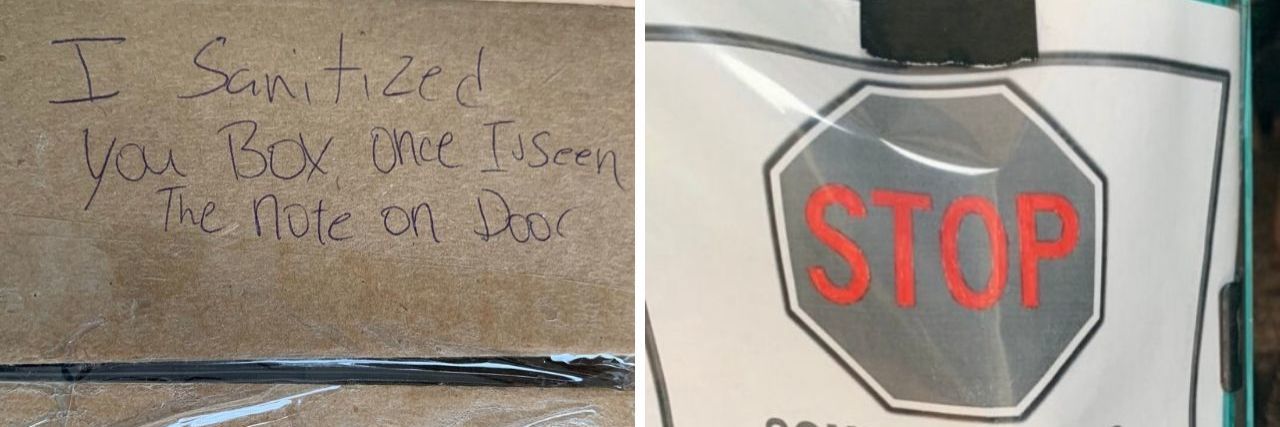 I Sanitized
you Box, once I seen
The note on Door
STOP